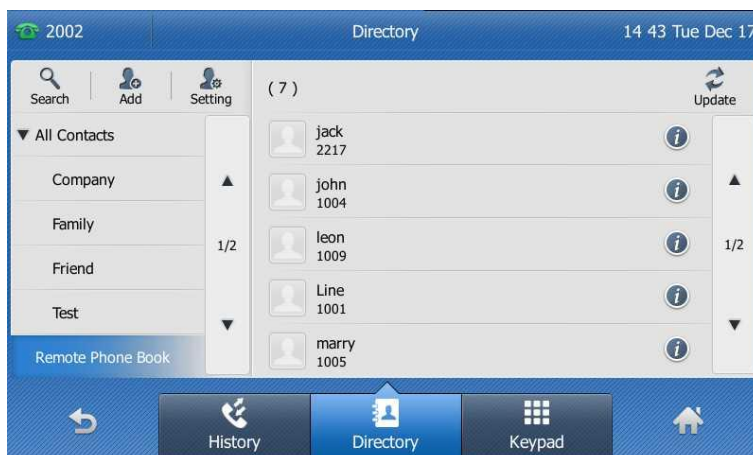 2002
Directory
14 43 Tue Dec 17
Search
Add
Setting
( 7 )
Update
All Contacts
Company
Family
Friend
Test
Remote Phone Book
1/2
jack
2217
john
1004
leon
1009
Line
1001
marry
1005
1/2
History
Directory
Keypad